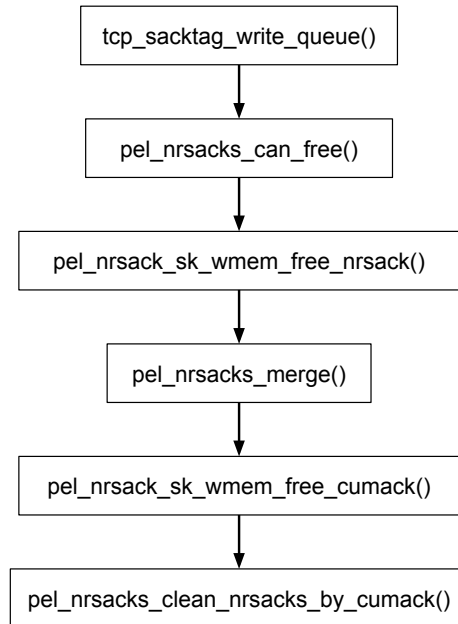 tcp_sacktag_write_queue()
pel_nrsacks_can_free()
pel_nrsack_sk_wmem_free_nrsack()
pel_nrsacks_merge()
pel_nrsack_sk_wmem_free_cumack()
pel_nrsacks_clean_nrsacks_by_cumack()